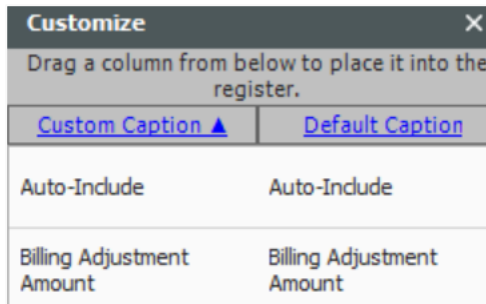 Customize
Drag a column from below to place it into the
register.
Custom Caption ▲ Default Caption
Auto-Include Auto-Include
Billing Adjustment Billing Adjustment
Amount Amount